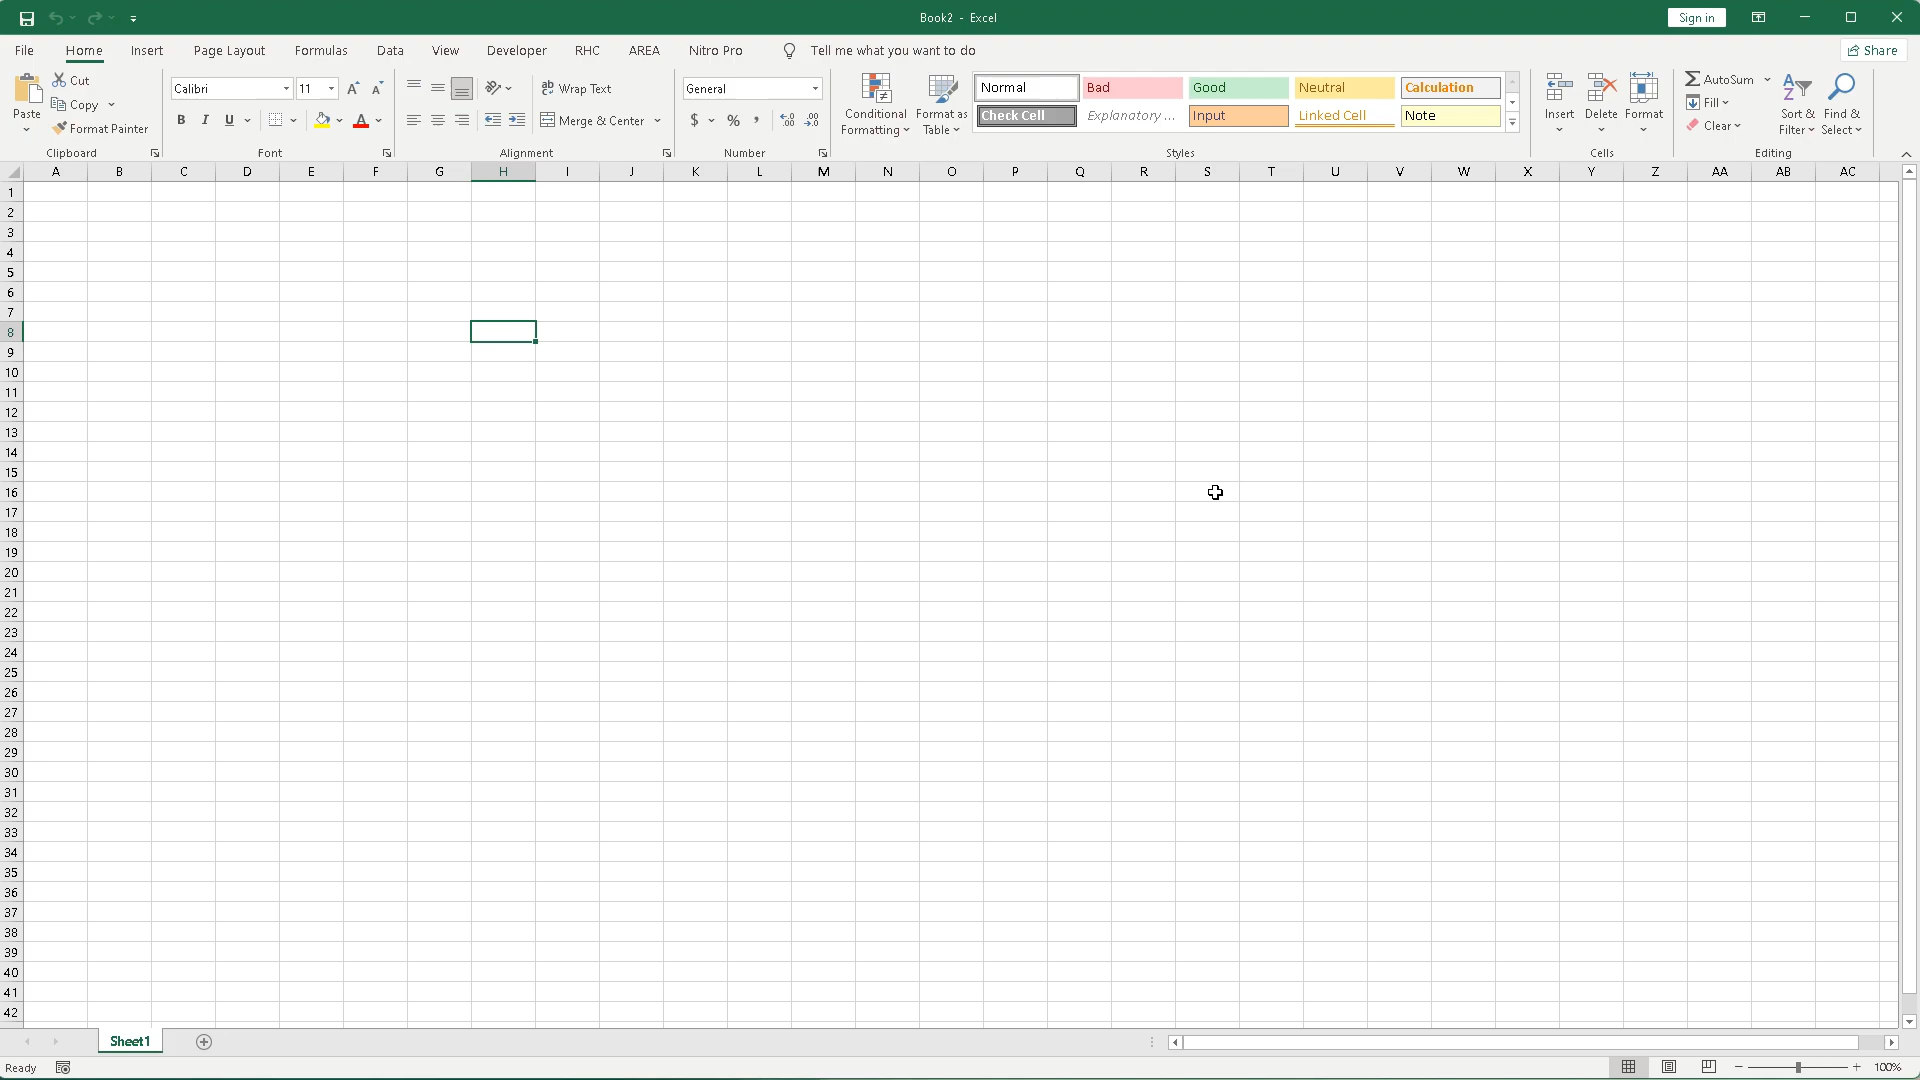 Book2 - Excel
Sign in
File Home Insert Page Layout Formulas Data View Developer RHC AREA Nitro Pro Tell me what you want to do Share
Paste
Cut
Copy
Format Painter
Clipboard
Calibri 11
B I U A
Font
ab Wrap Text
Merge & Center
Alignment
General
$ % ,
Number
Conditional Formatting
Format as Table
Normal Bad Good Neutral Calculation
Check Cell Explanatory ... Input Linked Cell Note
Styles
Insert Delete Format
Cells
AutoSum
Fill
Clear
Sort & Filter
Find & Select
Editing
A B C D E F G H I J K L M N O P Q R S T U V W X Y Z AA AB AC
1
2
3
4
5
6
7
8
9
10
11
12
13
14
15
16
17
18
19
20
21
22
23
24
25
26
27
28
29
30
31
32
33
34
35
36
37
38
39
40
41
42
Sheet1
Ready
100%